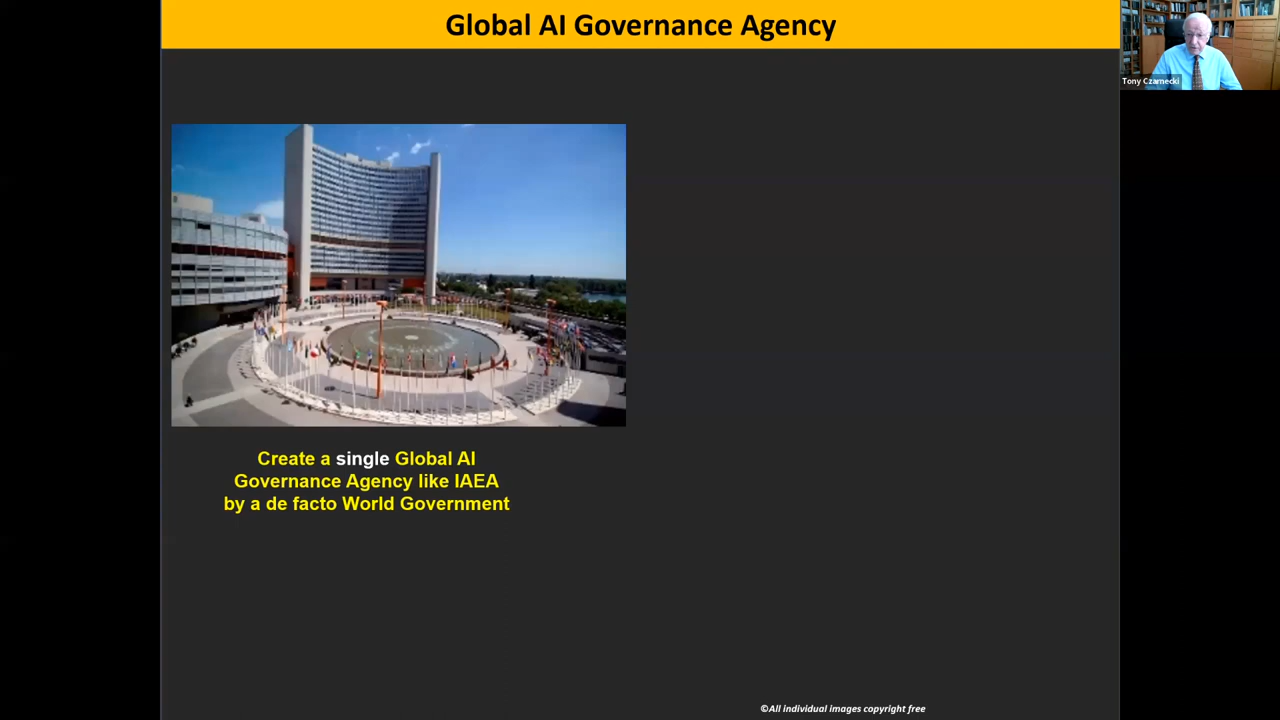 Global AI Governance Agency
Tony Czarnecki
Create a single Global AI
Governance Agency like IAEA
by a de facto World Government
©All individual images copyright free